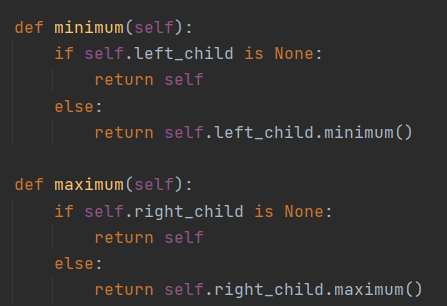 def minimum(self):
    if self.left_child is None:
        return self
    else:
        return self.left_child.minimum()

def maximum(self):
    if self.right_child is None:
        return self
    else:
        return self.right_child.maximum()